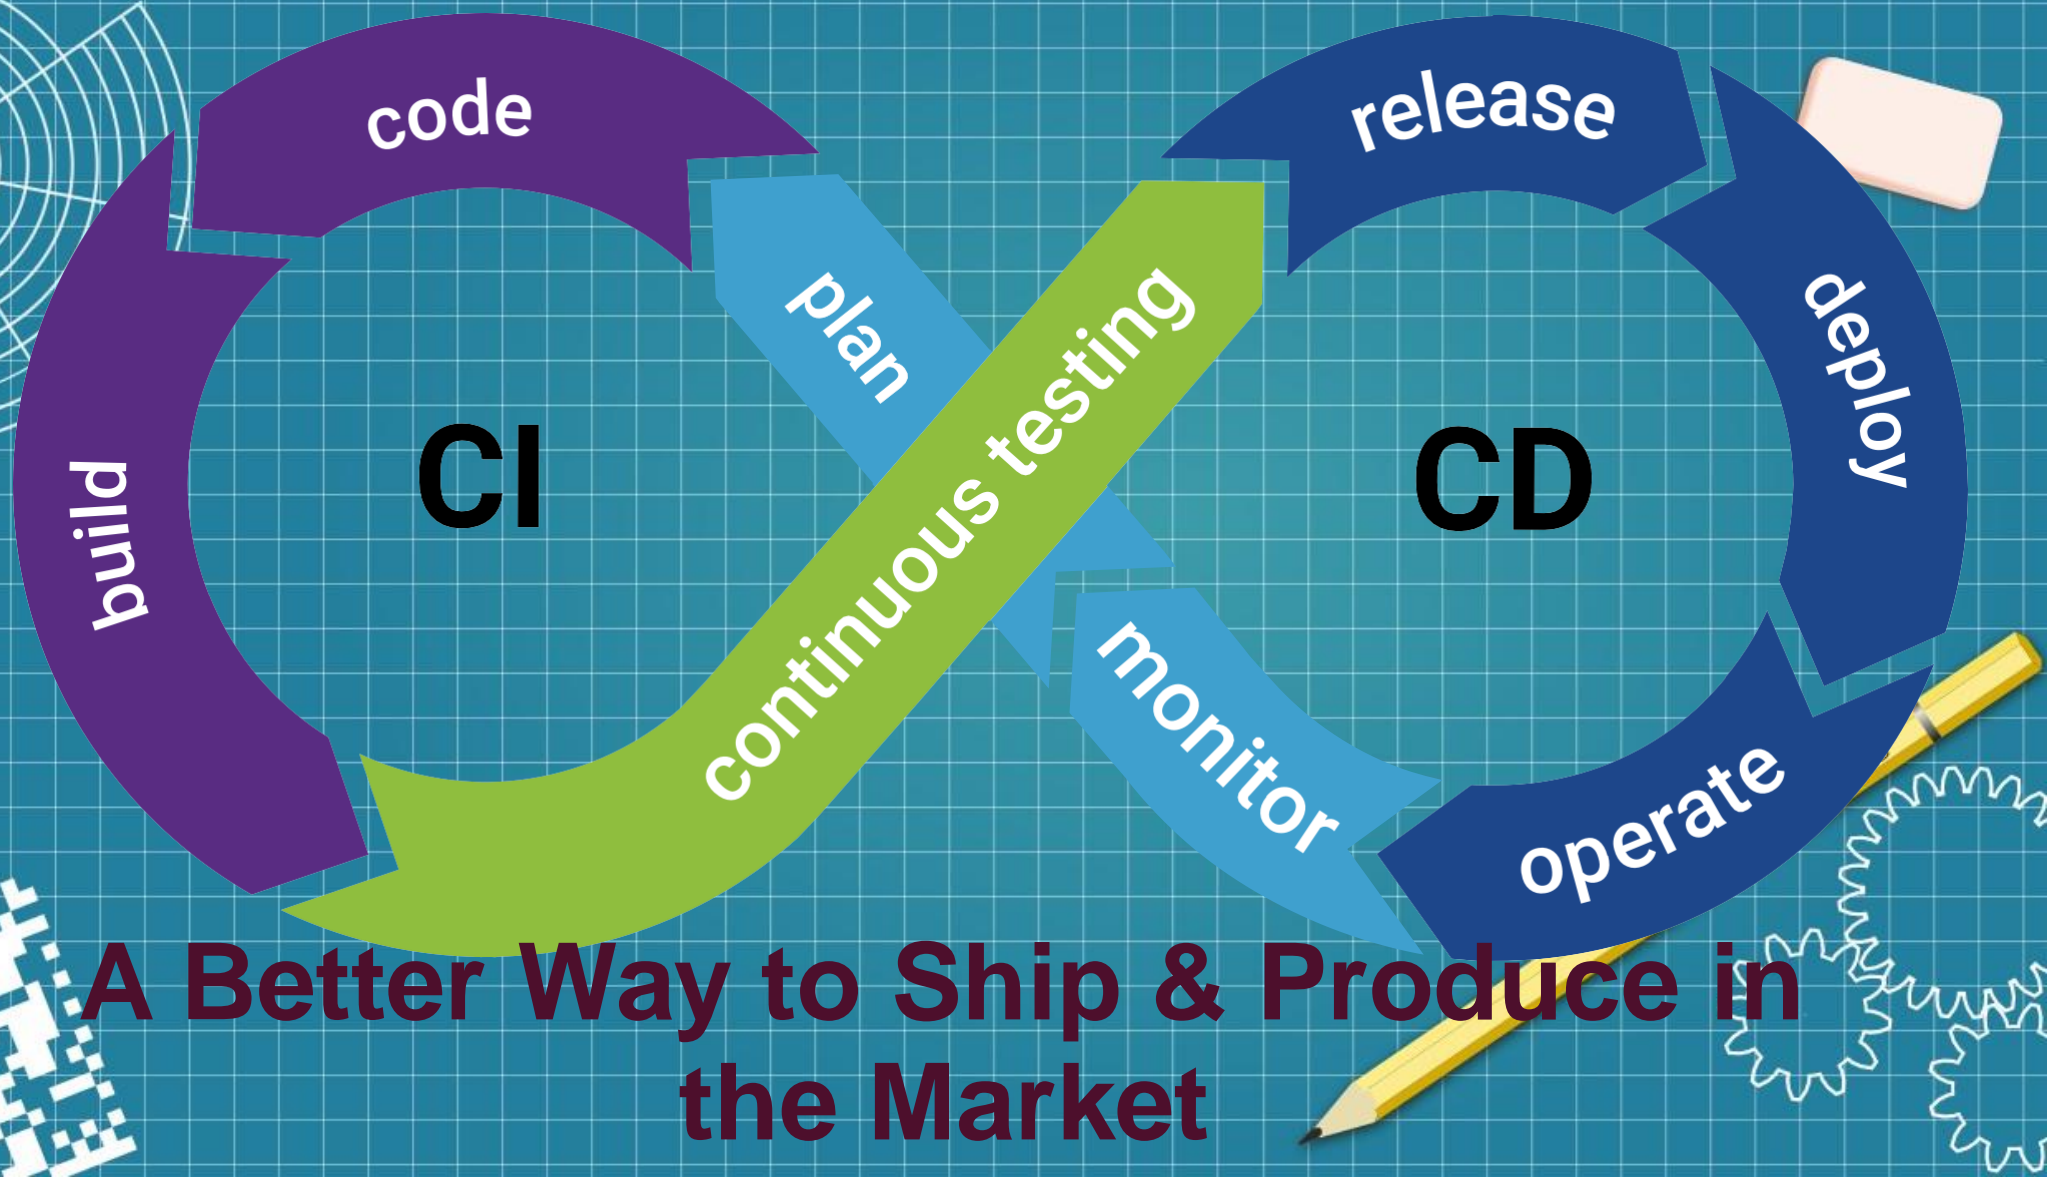 code
release
plan
continuous testing
deploy
build
CI
CD
monitor
operate
A Better Way to Ship & Produce in
the Market